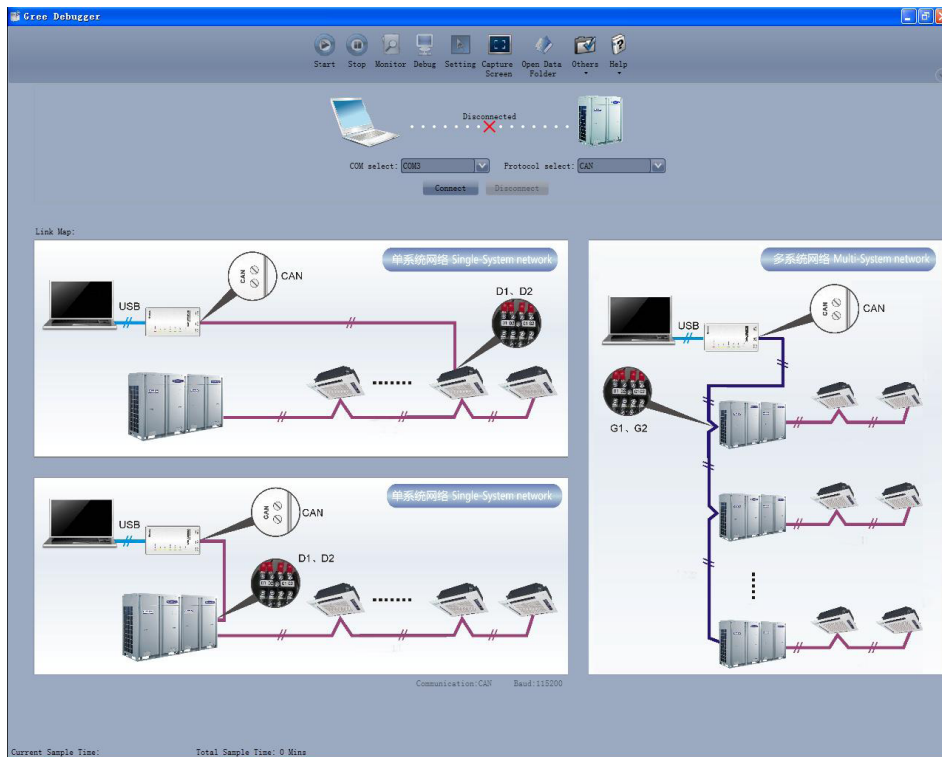 Gree Debugger
Start Stop Monitor Debug Setting Capture Screen Open Data Folder Others Help
Disconnected
COM select: COM3 Protocol select: CAN
Connect Disconnect
Link Map:
单系统网络 Single-System network
USB
CAN
CAN
D1、D2
单系统网络 Single-System network
USB
CAN
CAN
D1、D2
多系统网络 Multi-System network
USB
CAN
CAN
G1、G2
Communication:CAN Baud:115200
Current Sample Time: Total Sample Time: 0 Mins